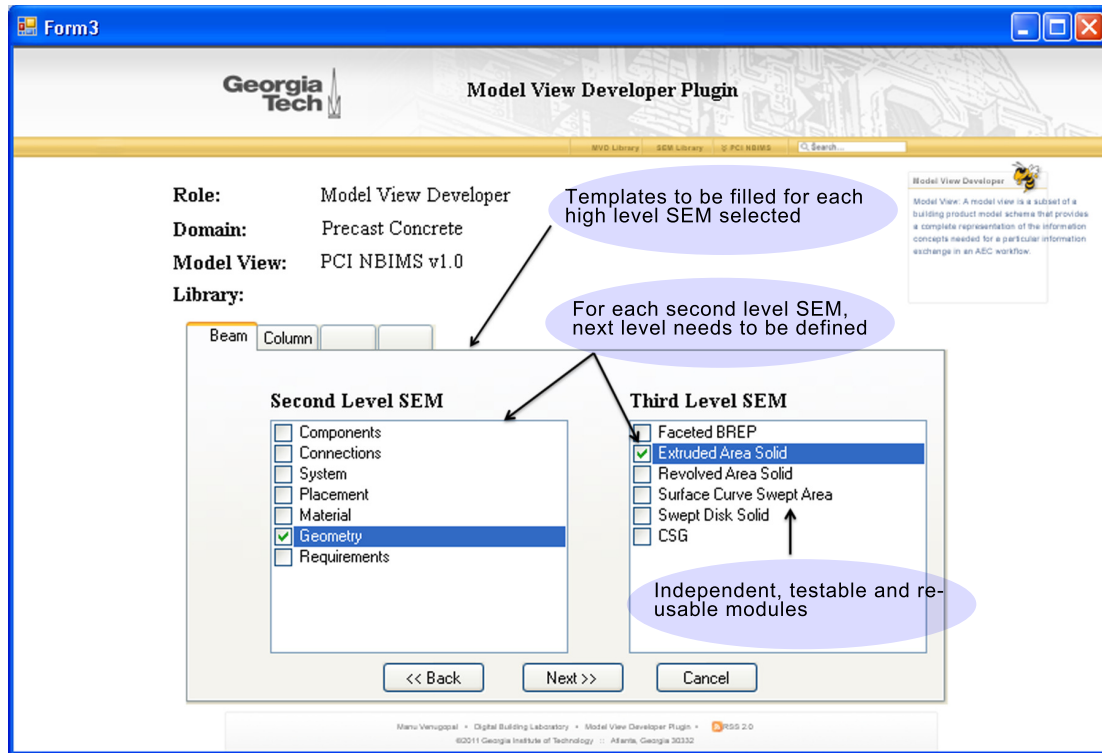 Form3
Georgia
Tech
Model View Developer Plugin
MVD Library SEM Library PCI NBIMS Search...
Role: Model View Developer
Domain: Precast Concrete
Model View: PCI NBIMS v1.0
Library:
Templates to be filled for each
high level SEM selected
Model View Developer
Model View: A model view is a subset of a
building product model schema that provides
a complete representation of the information
concepts needed for a particular information
exchange in an AEC workflow.
For each second level SEM,
next level needs to be defined
Beam Column
Second Level SEM
Components
Connections
System
Placement
Material
Geometry
Requirements
Third Level SEM
Faceted BREP
Extruded Area Solid
Revolved Area Solid
Surface Curve Swept Area
Swept Disk Solid
CSG
Independent, testable and re-
usable modules
<< Back Next >> Cancel
Manu Venugopal • Digital Building Laboratory • Model View Developer Plugin • RSS 2.0
©2011 Georgia Institute of Technology :: Atlanta, Georgia 30332